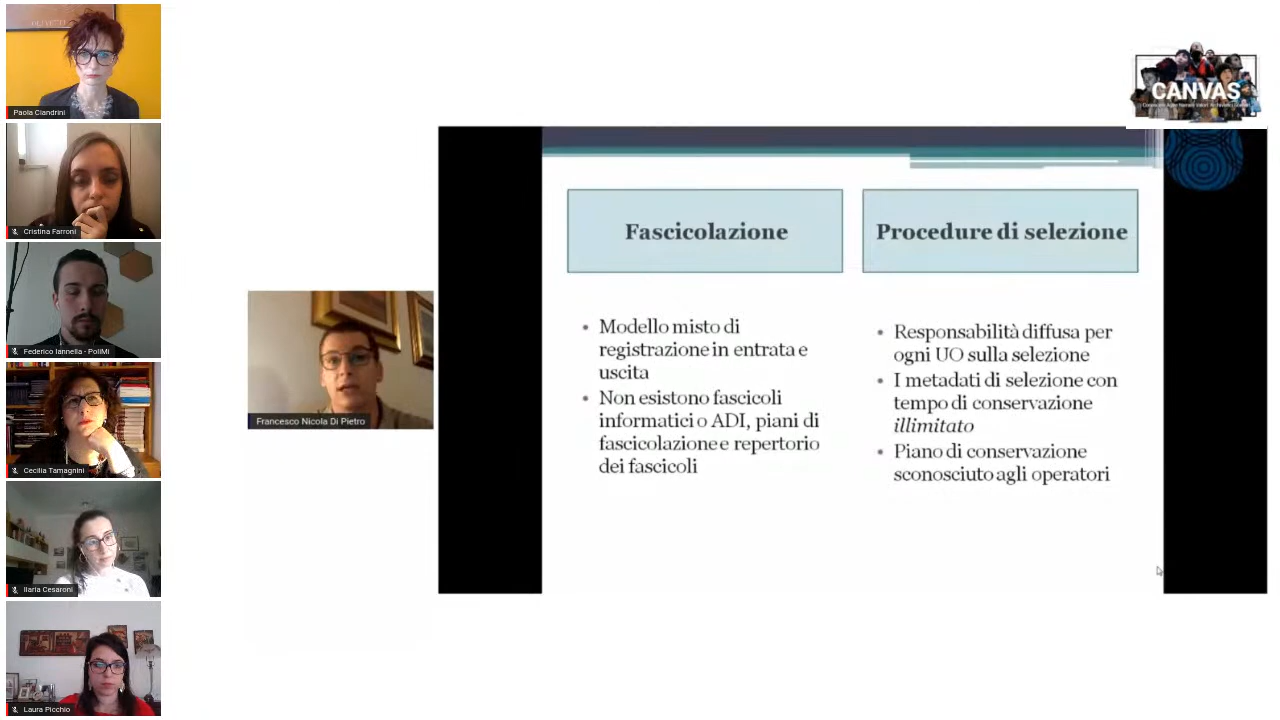 Paola Ciandrini
Cristina Farroni
Federico Iannella - PoliMi
Cecilia Tamagnini
Ilaria Cesaroni
Laura Picchio
Francesco Nicola Di Pietro
CANVAS
Fascicolazione
• Modello misto di
registrazione in entrata e
uscita
• Non esistono fascicoli
informatici o ADI, piani di
fascicolazione e repertorio
dei fascicoli
Procedure di selezione
• Responsabilità diffusa per
ogni UO sulla selezione
• I metadati di selezione con
tempo di conservazione
illimitato
• Piano di conservazione
sconosciuto agli operatori